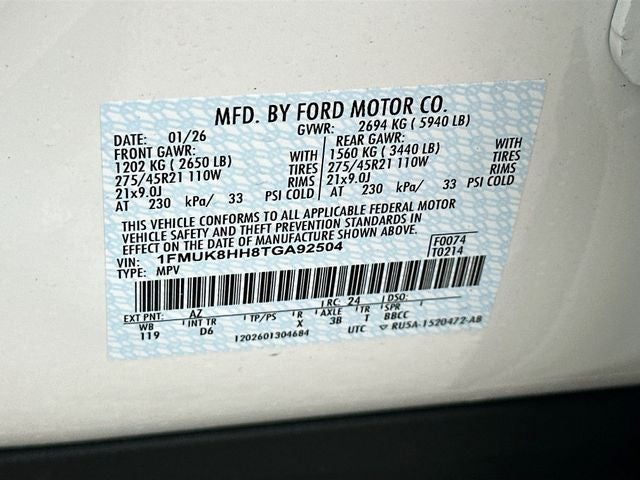 MFD. BY FORD MOTOR CO.
DATE: 01/26 GVWR: 2694 KG ( 5940 LB)
FRONT GAWR: REAR GAWR:
1202 KG ( 2650 LB) WITH 1560 KG ( 3440 LB) WITH
275/45R21 110W TIRES 275/45R21 110W TIRES
21x9.0J RIMS 21x9.0J RIMS
AT 230 kPa/ 33 PSI COLD AT 230 kPa/ 33 PSI COLD
THIS VEHICLE CONFORMS TO ALL APPLICABLE FEDERAL MOTOR
VEHICLE SAFETY AND THEFT PREVENTION STANDARDS IN
EFFECT ON THE DATE OF MANUFACTURE SHOWN ABOVE.
VIN: 1FMUK8HH8TGA92504 F0074
TYPE: MPV T0214
EXT PNT: AZ RC: 24 DSO:
WB INT TR TP/PS R AXLE TR SPR
119 D6 X 3B T BBCC
1202601304684 UTC RU5A-1520472-AB